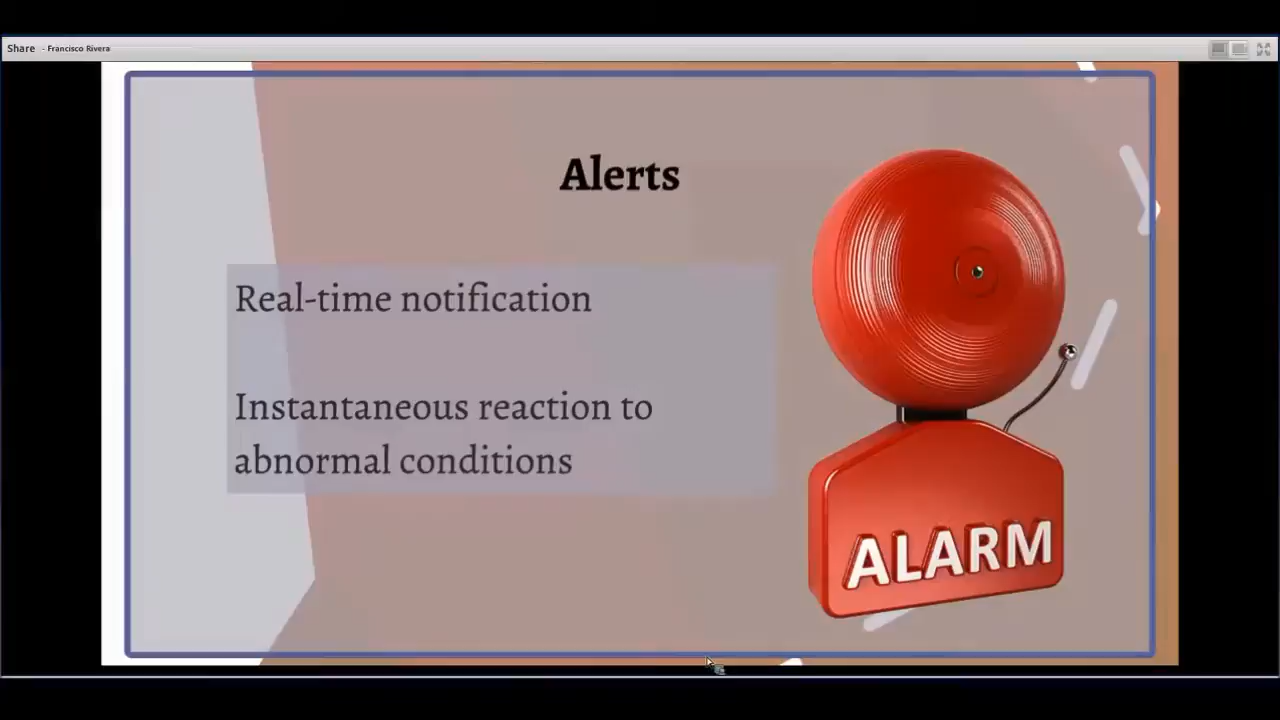 Share - Francisco Rivera
Alerts
Real-time notification
Instantaneous reaction to
abnormal conditions
ALARM